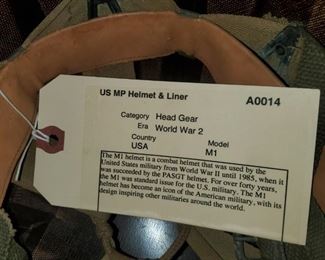 US MP Helmet & Liner A0014
Category Head Gear
Era World War 2
Country Model
USA M1
The M1 helmet is a combat helmet that was used by the
United States military from World War II until 1985, when it
was succeeded by the PASGT helmet. For over forty years,
the M1 was standard issue for the U.S. military. The M1
helmet has become an icon of the American military, with its
design inspiring other militaries around the world.